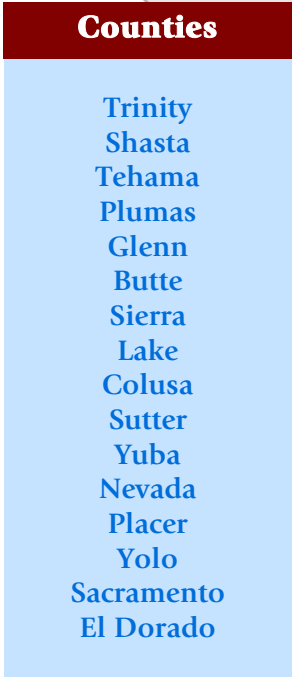 Counties
Trinity
Shasta
Tehama
Plumas
Glenn
Butte
Sierra
Lake
Colusa
Sutter
Yuba
Nevada
Placer
Yolo
Sacramento
El Dorado